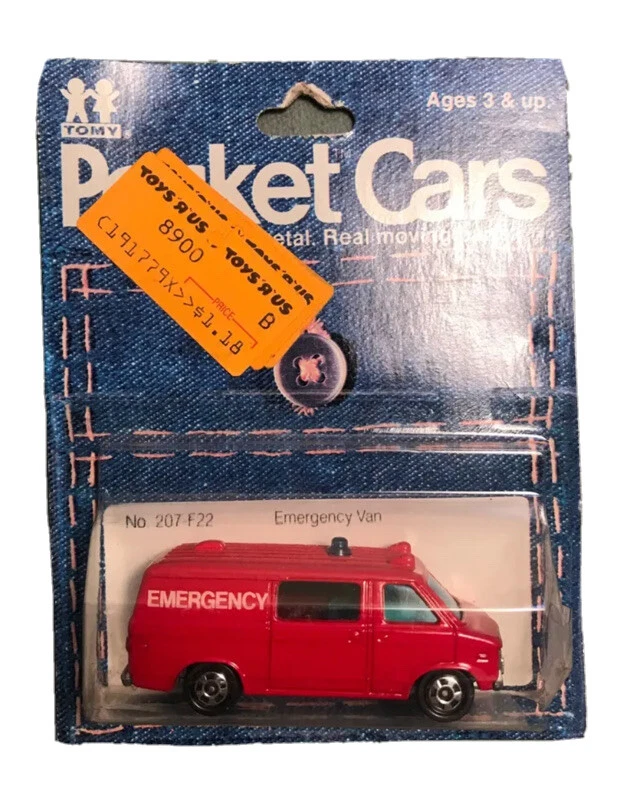 Ages 3 & up.
TOMY
Pocket Cars
etal. Real moving
TOYS R US
8900
TOYS R US
C191779X>>$1.18
PRICE
B
No. 207-F22 Emergency Van
EMERGENCY